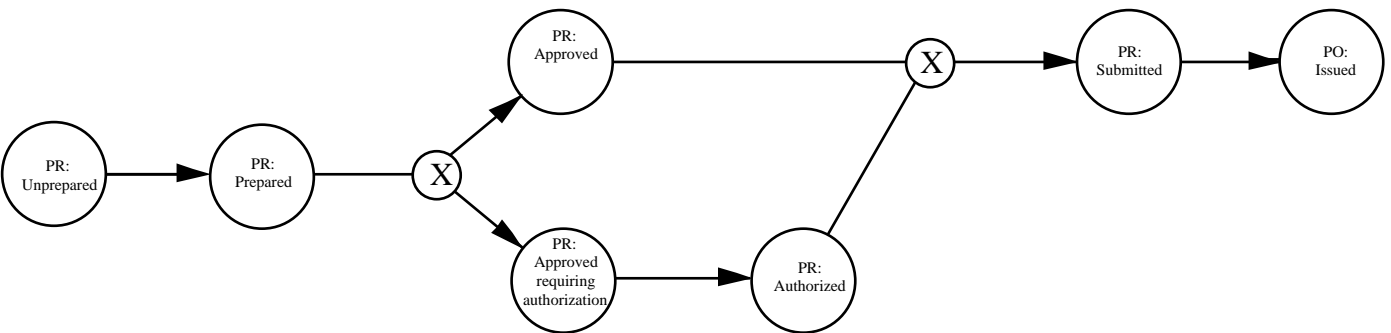 PR:
Unprepared
PR:
Prepared
X
PR:
Approved
PR:
Approved
requiring
authorization
PR:
Authorized
X
PR:
Submitted
PO:
Issued